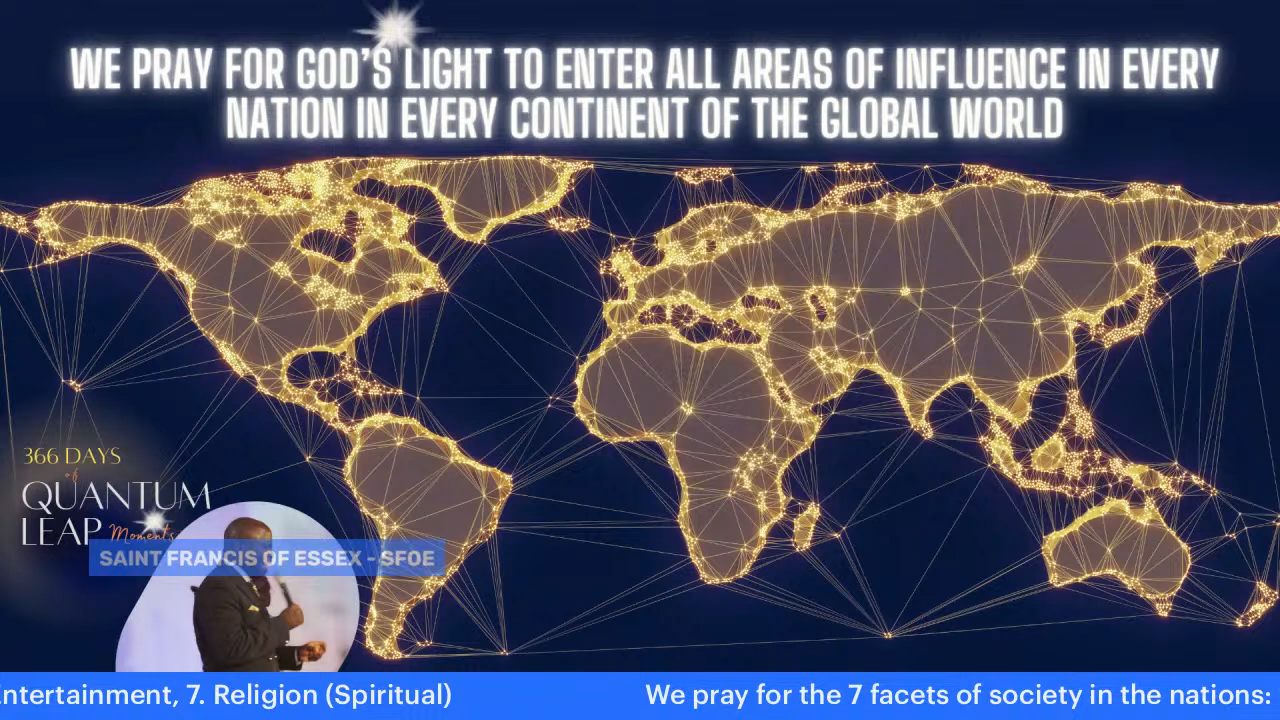 WE PRAY FOR GOD'S LIGHT TO ENTER ALL AREAS OF INFLUENCE IN EVERY
NATION IN EVERY CONTINENT OF THE GLOBAL WORLD
366 DAYS
of
QUANTUM
LEAP Moments
SAINT FRANCIS OF ESSEX - SFOE
ntertainment, 7. Religion (Spiritual) We pray for the 7 facets of society in the nations: